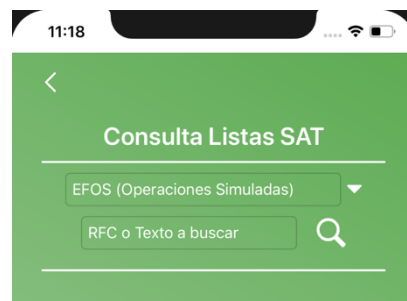 11:18
Consulta Listas SAT
EFOS (Operaciones Simuladas)
RFC o Texto a buscar